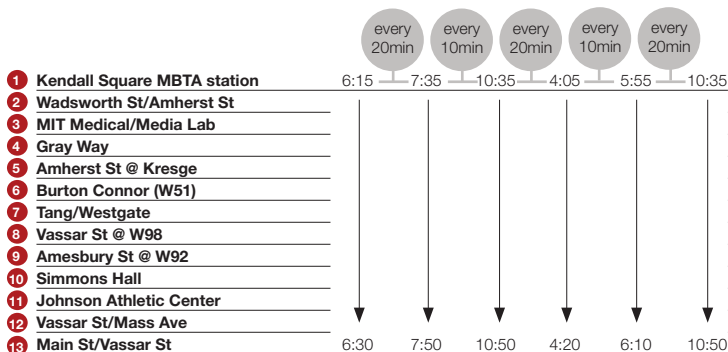 every every every every every
20min 10min 20min 10min 20min
1 Kendall Square MBTA station 6:15 7:35 10:35 4:05 5:55 10:35
2 Wadsworth St/Amherst St
3 MIT Medical/Media Lab
4 Gray Way
5 Amherst St @ Kresge
6 Burton Connor (W51)
7 Tang/Westgate
8 Vassar St @ W98
9 Amesbury St @ W92
10 Simmons Hall
11 Johnson Athletic Center
12 Vassar St/Mass Ave
13 Main St/Vassar St 6:30 7:50 10:50 4:20 6:10 10:50